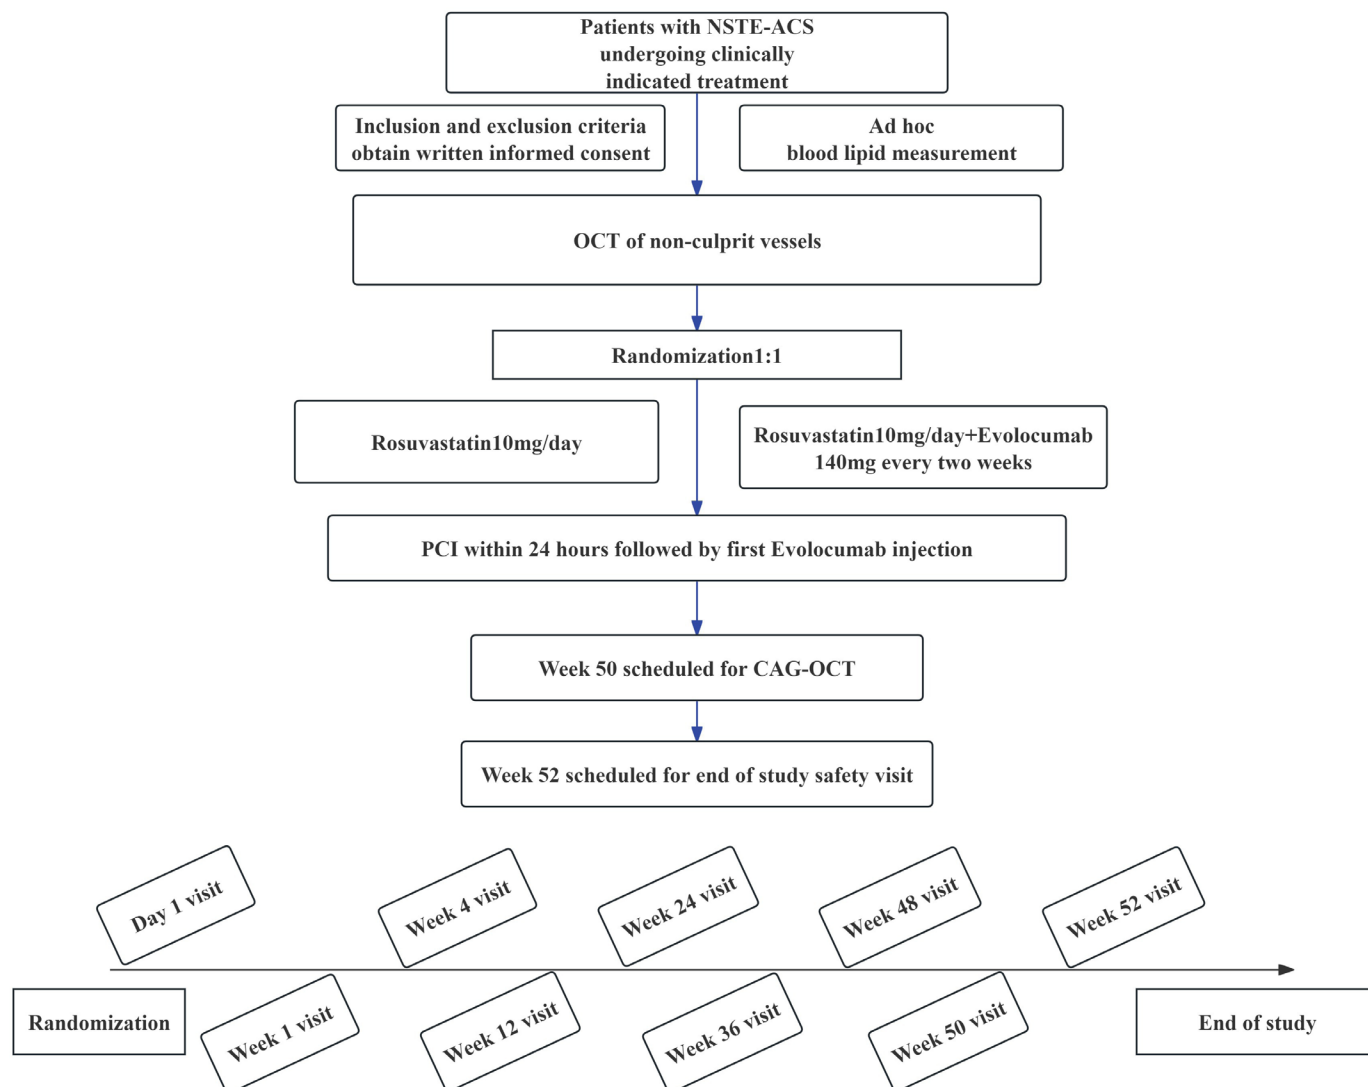 Patients with NSTE-ACS
undergoing clinically
indicated treatment
Inclusion and exclusion criteria
obtain written informed consent
Ad hoc
blood lipid measurement
OCT of non-culprit vessels
Randomization1:1
Rosuvastatin10mg/day
Rosuvastatin10mg/day+Evolocumab
140mg every two weeks
PCI within 24 hours followed by first Evolocumab injection
Week 50 scheduled for CAG-OCT
Week 52 scheduled for end of study safety visit
Day 1 visit
Week 4 visit
Week 24 visit
Week 48 visit
Week 52 visit
Randomization
Week 1 visit
Week 12 visit
Week 36 visit
Week 50 visit
End of study